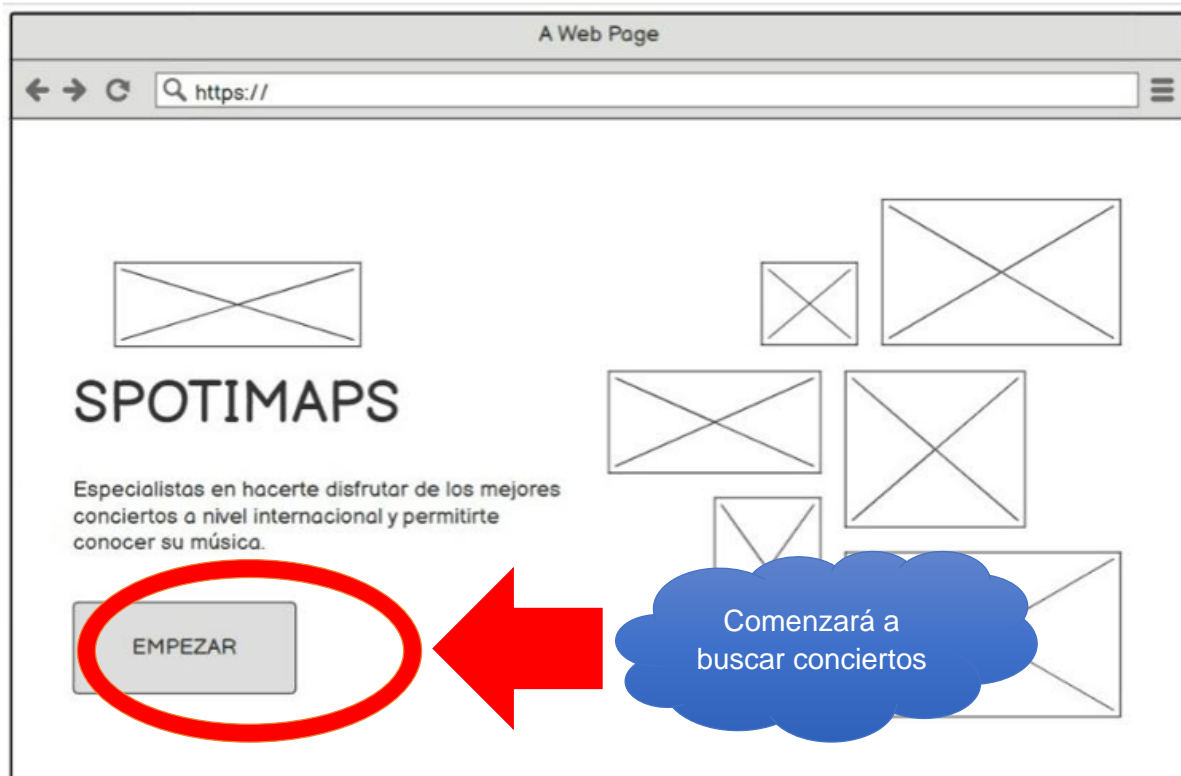 A Web Page
https://
SPOTIMAPS
Especialistas en hacerte disfrutar de los mejores
conciertos a nivel internacional y permitirte
conocer su música.
EMPEZAR
Comenzará a
buscar conciertos